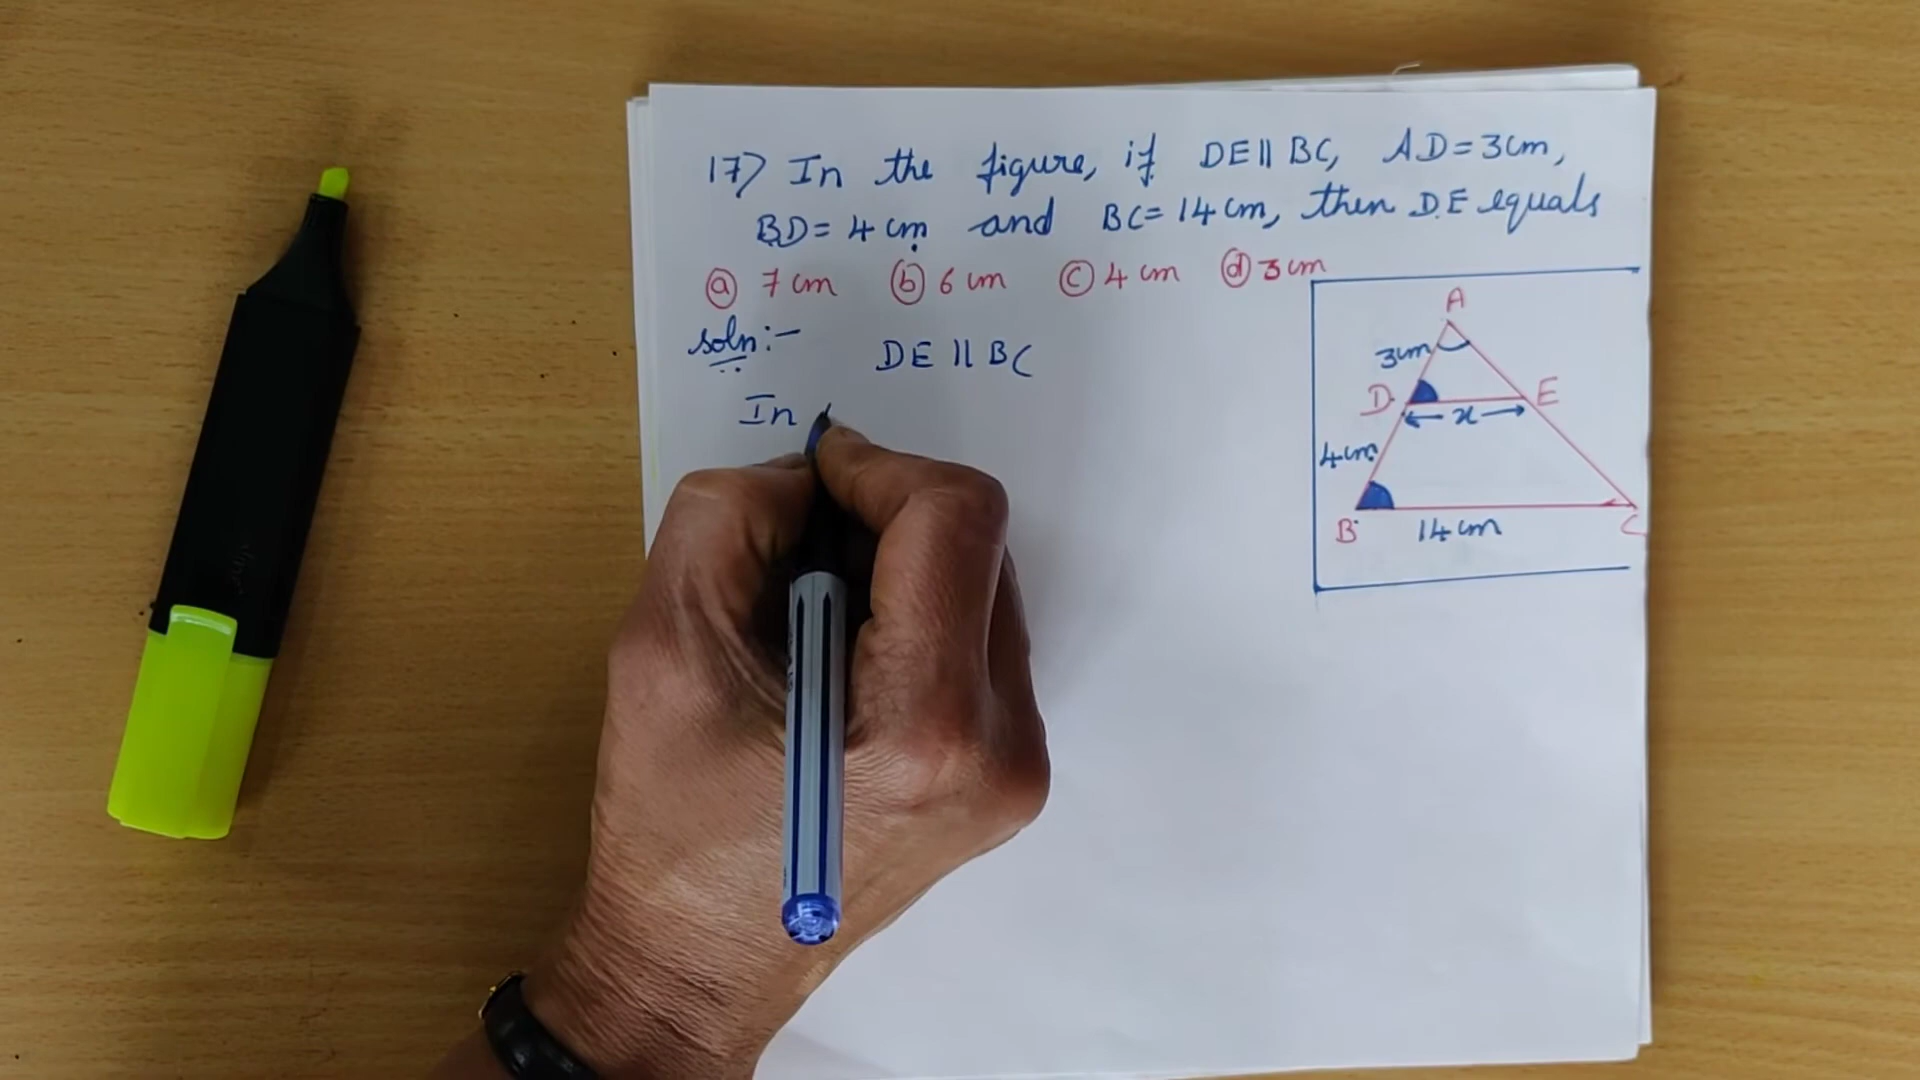 17) In the figure, if DE || BC, AD = 3cm,
BD = 4 cm and BC = 14 cm, then DE equals
ⓐ 7 cm ⓑ 6 cm ⓒ 4 cm ⓓ 3 cm
soln:- DE || BC
In
A
3cm
D E
x
4cm
B 14 cm C